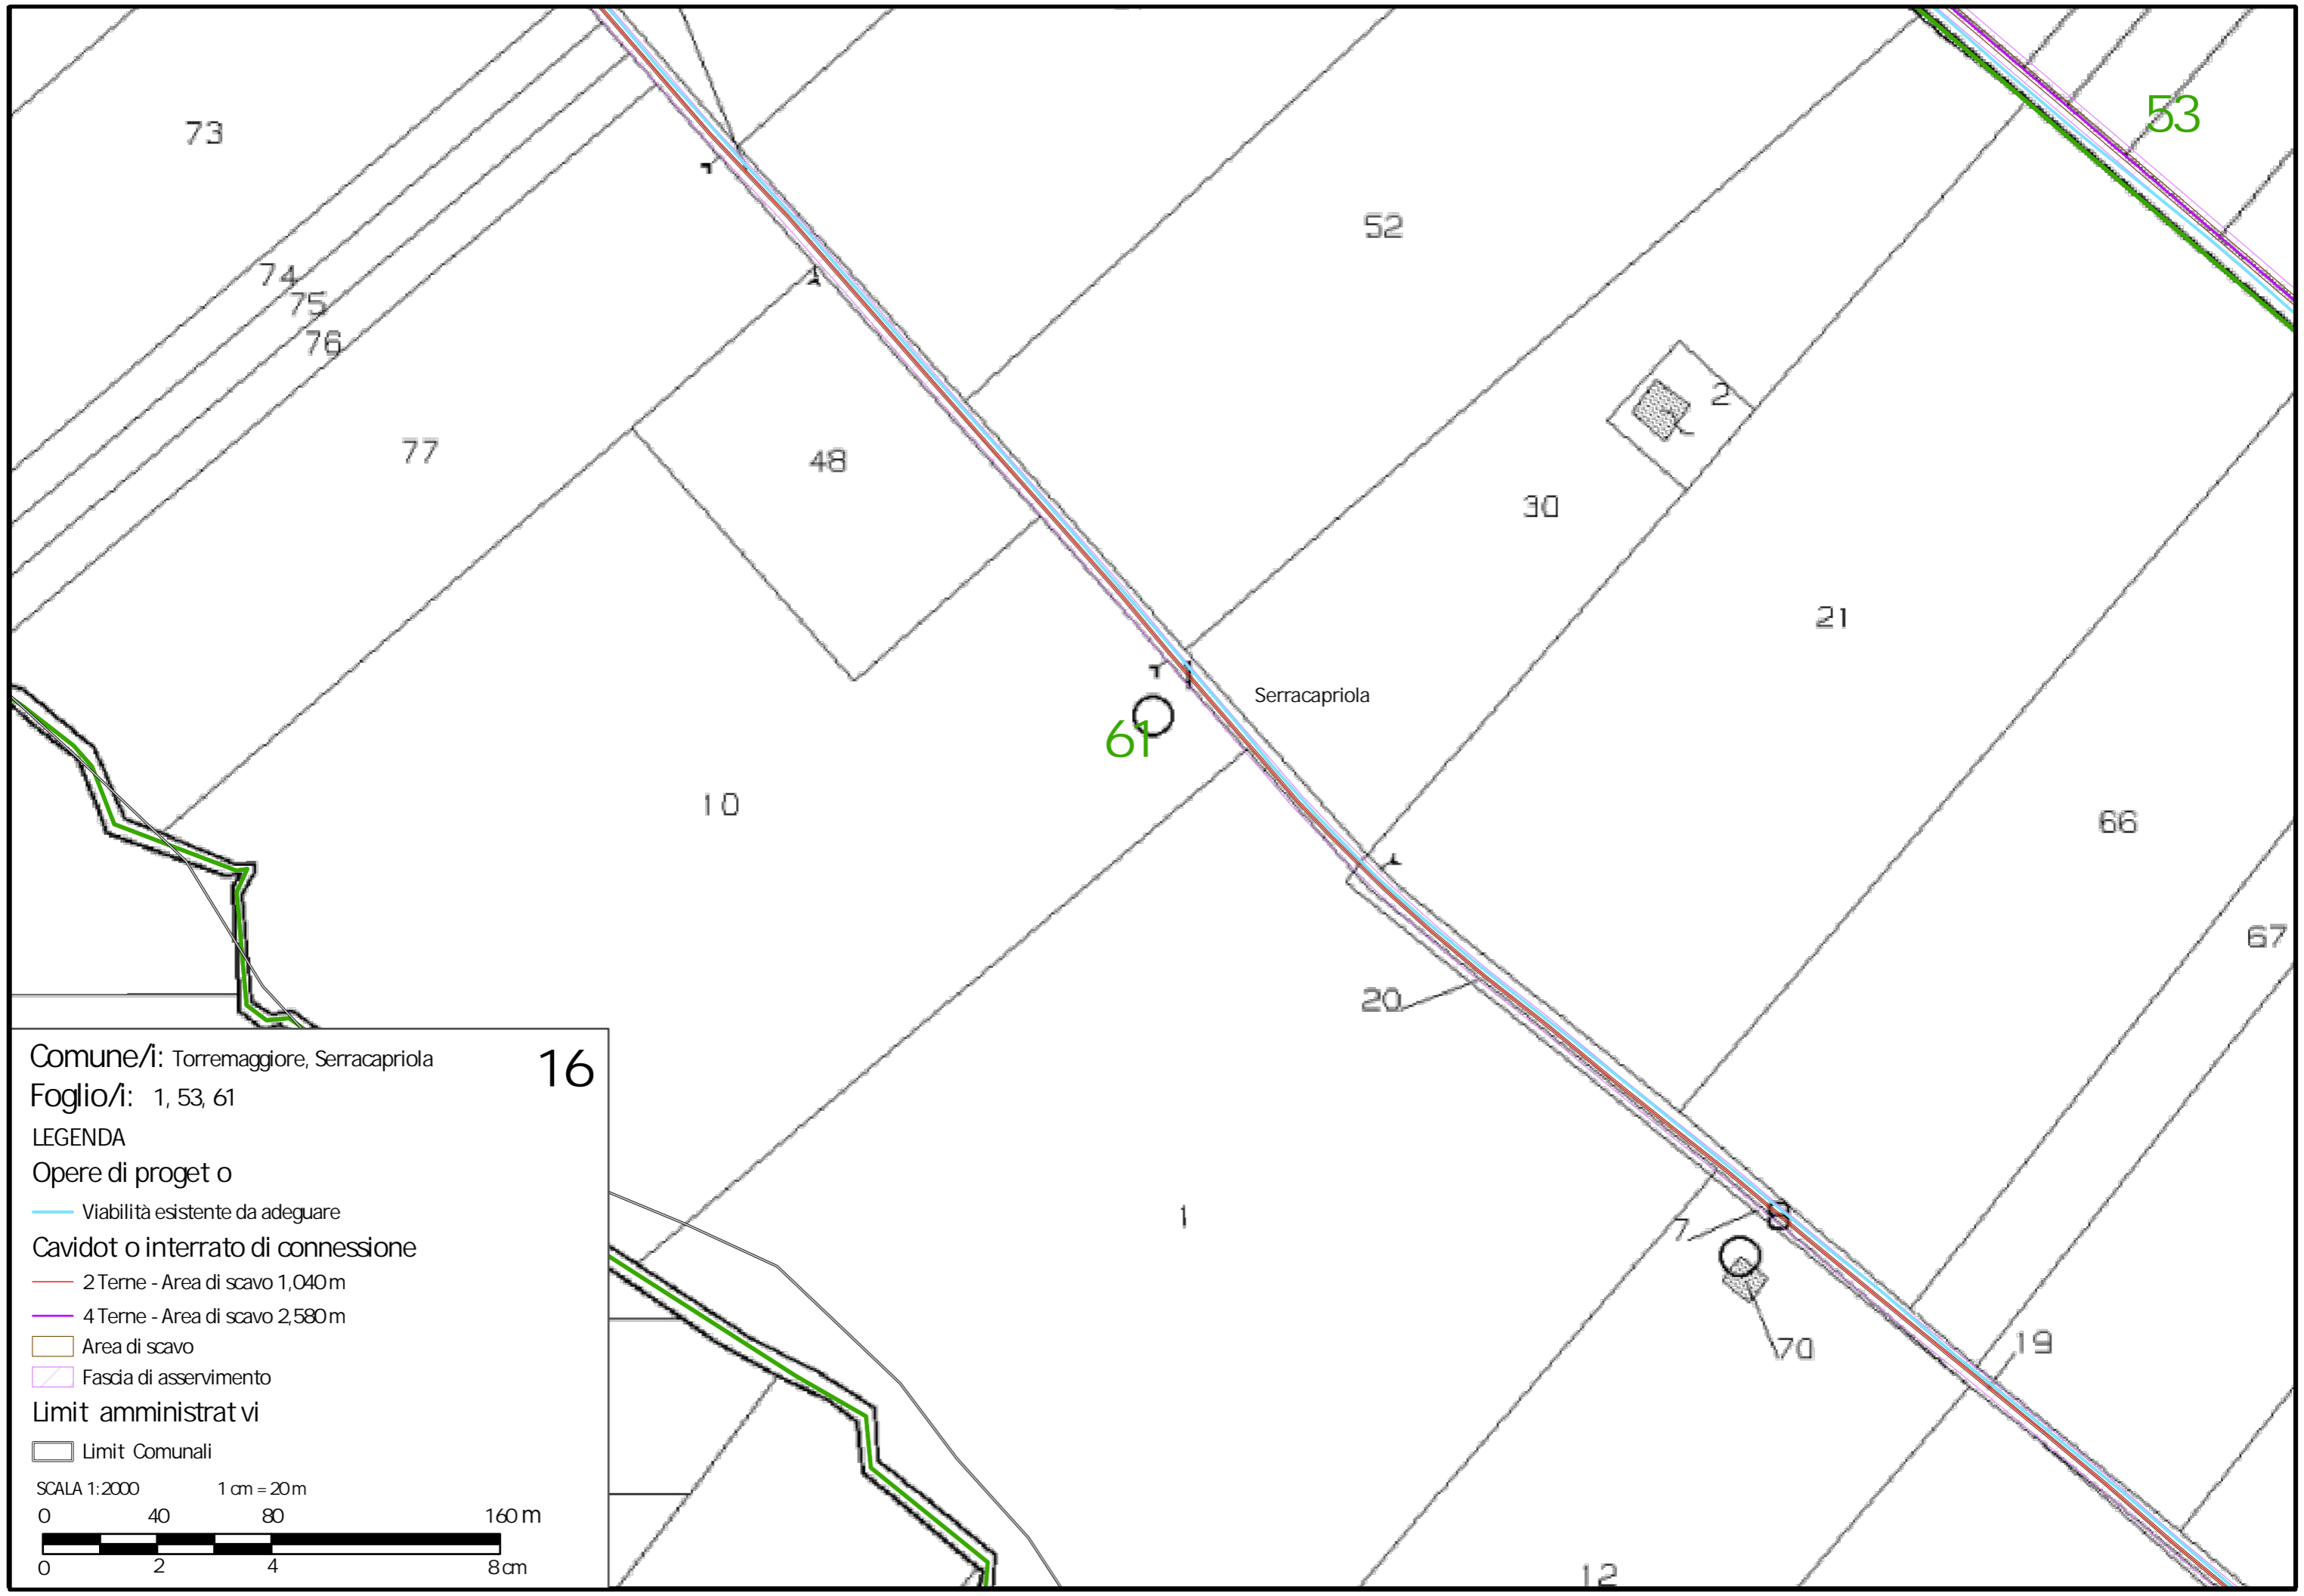 73
53
52
74
75
76
2
77
48
30
21
Serracapriola
61
10
66
67
20
1
7
70
19
12
Comune/i: Torremaggiore, Serracapriola
16
Foglio/i: 1, 53, 61
LEGENDA
Opere di proget o
Viabilità esistente da adeguare
Cavidot o interrato di connessione
2 Terne - Area di scavo 1,040 m
4 Terne - Area di scavo 2,580 m
Area di scavo
Fascia di asservimento
Limit amministrat vi
Limit Comunali
SCALA 1:2000 1 cm = 20 m
0 40 80 160 m
0 2 4 8 cm